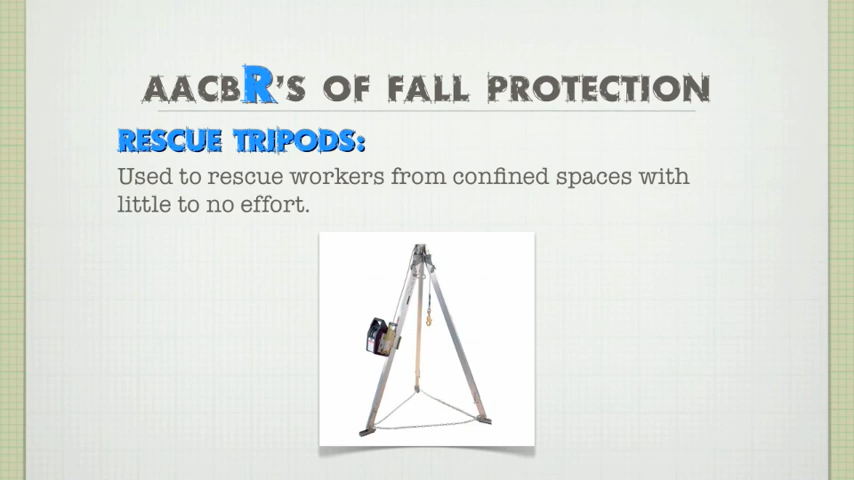 AACBR'S OF FALL PROTECTION
RESCUE TRIPODS:
Used to rescue workers from confined spaces with
little to no effort.